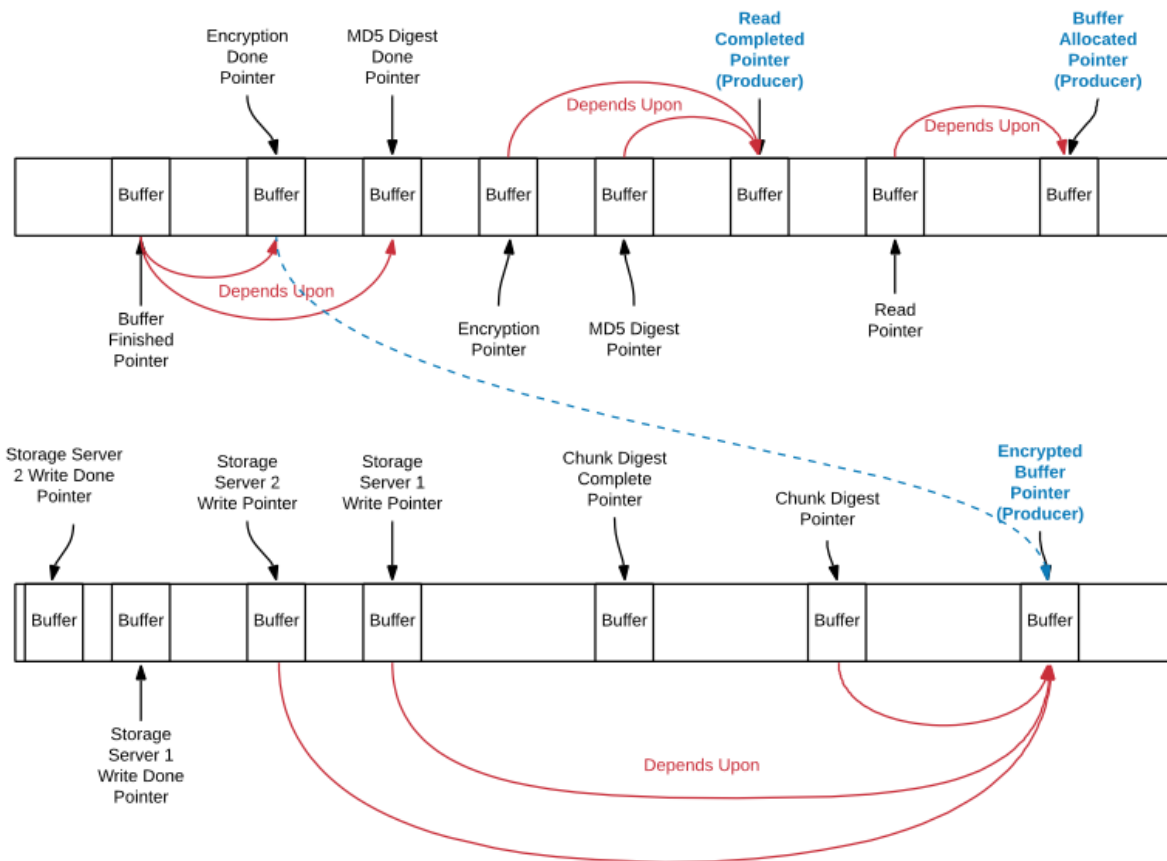 Encryption
Done
Pointer
MD5 Digest
Done
Pointer
Read
Completed
Pointer
(Producer)
Buffer
Allocated
Pointer
(Producer)
Depends Upon
Depends Upon
Buffer
Buffer
Buffer
Buffer
Buffer
Buffer
Buffer
Buffer
Depends Upon
Buffer
Finished
Pointer
Encryption
Pointer
MD5 Digest
Pointer
Read
Pointer
Storage Server
2 Write Done
Pointer
Storage
Server 2
Write Pointer
Storage
Server 1
Write Pointer
Chunk Digest
Complete
Pointer
Chunk Digest
Pointer
Encrypted
Buffer
Pointer
(Producer)
Buffer
Buffer
Buffer
Buffer
Buffer
Buffer
Buffer
Storage
Server 1
Write Done
Pointer
Depends Upon